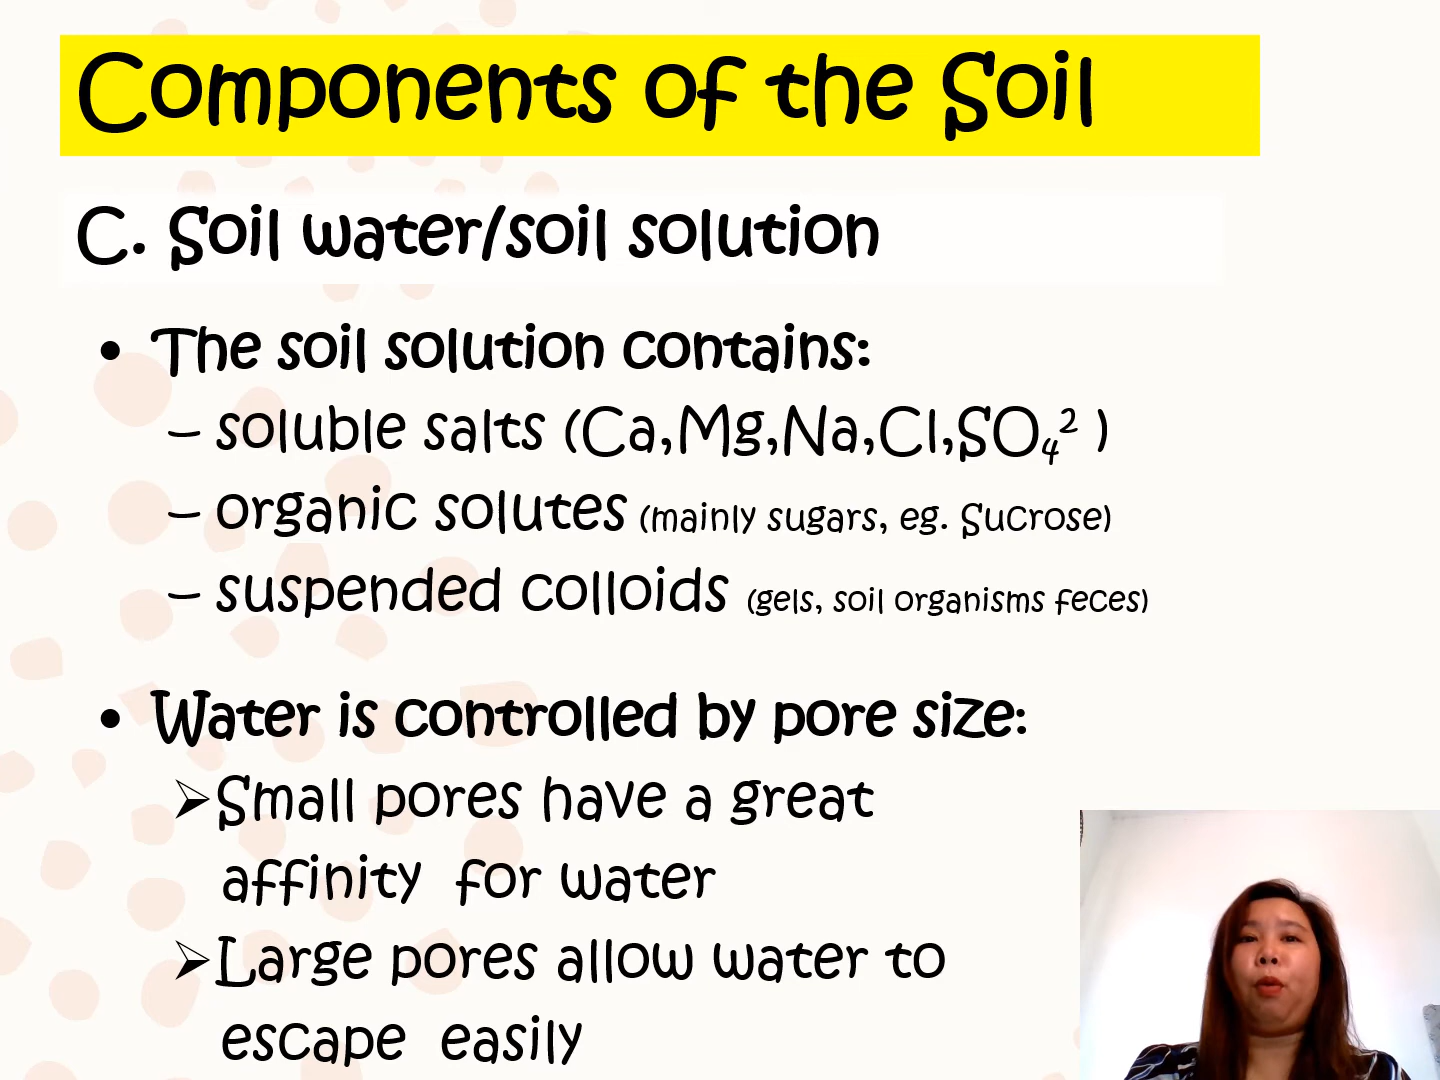 Components of the Soil
C. Soil water/soil solution
• The soil solution contains:
– soluble salts (Ca,Mg,Na,Cl,SO₄² )
– organic solutes (mainly sugars, eg. Sucrose)
– suspended colloids (gels, soil organisms feces)
• Water is controlled by pore size:
➢Small pores have a great
affinity for water
➢Large pores allow water to
escape easily